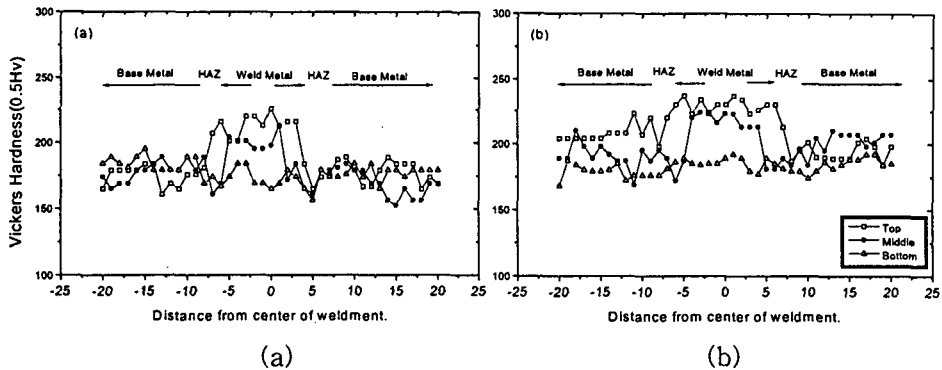 300
250
200
150
100
Vickers Hardness(0.5Hv)
(a)
Base Metal HAZ Weld Metal HAZ Base Metal
-25 -20 -15 -10 -5 0 5 10 15 20 25
Distance from center of weldment.
(a)
300
250
200
150
100
(b)
Base Metal HAZ Weld Metal HAZ Base Metal
Top
Middle
Bottom
-25 -20 -15 -10 -5 0 5 10 15 20 25
Distance from center of weldment.
(b)